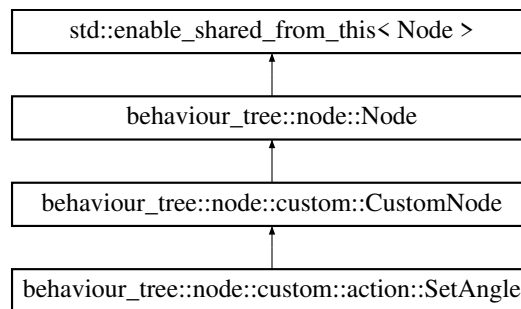 std::enable_shared_from_this< Node >
behaviour_tree::node::Node
behaviour_tree::node::custom::CustomNode
behaviour_tree::node::custom::action::SetAngle